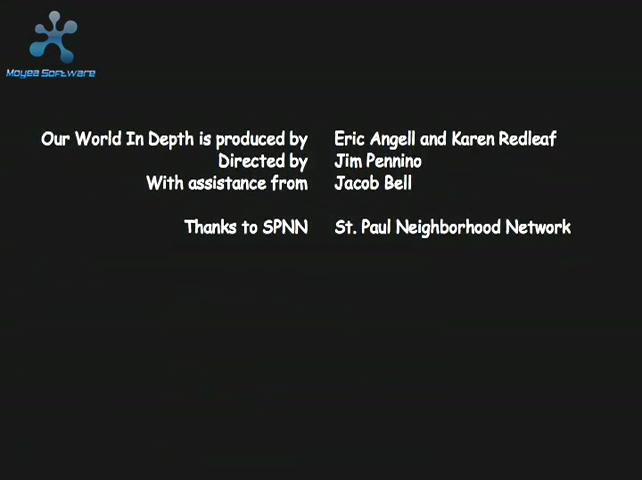 Moyea Software
Our World In Depth is produced by Eric Angell and Karen Redleaf
Directed by Jim Pennino
With assistance from Jacob Bell
Thanks to SPNN St. Paul Neighborhood Network